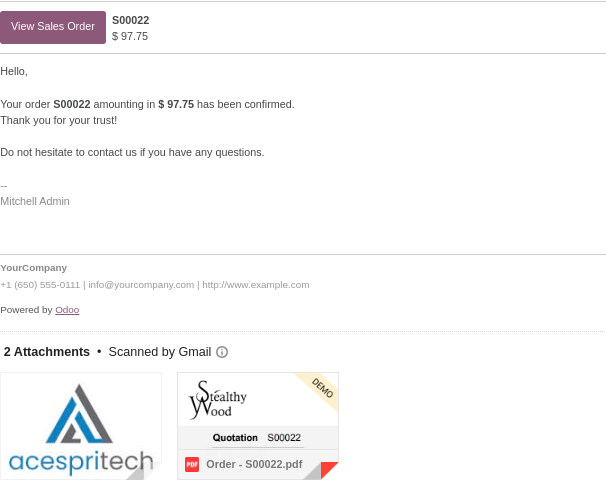 View Sales Order
S00022
$ 97.75
Hello,
Your order S00022 amounting in $ 97.75 has been confirmed.
Thank you for your trust!
Do not hesitate to contact us if you have any questions.
--
Mitchell Admin
YourCompany
+1 (650) 555-0111 | info@yourcompany.com | http://www.example.com
Powered by Odoo
2 Attachments • Scanned by Gmail
acespritech
Stealthy
Wood
DEMO
Quotation S00022
PDF Order - S00022.pdf